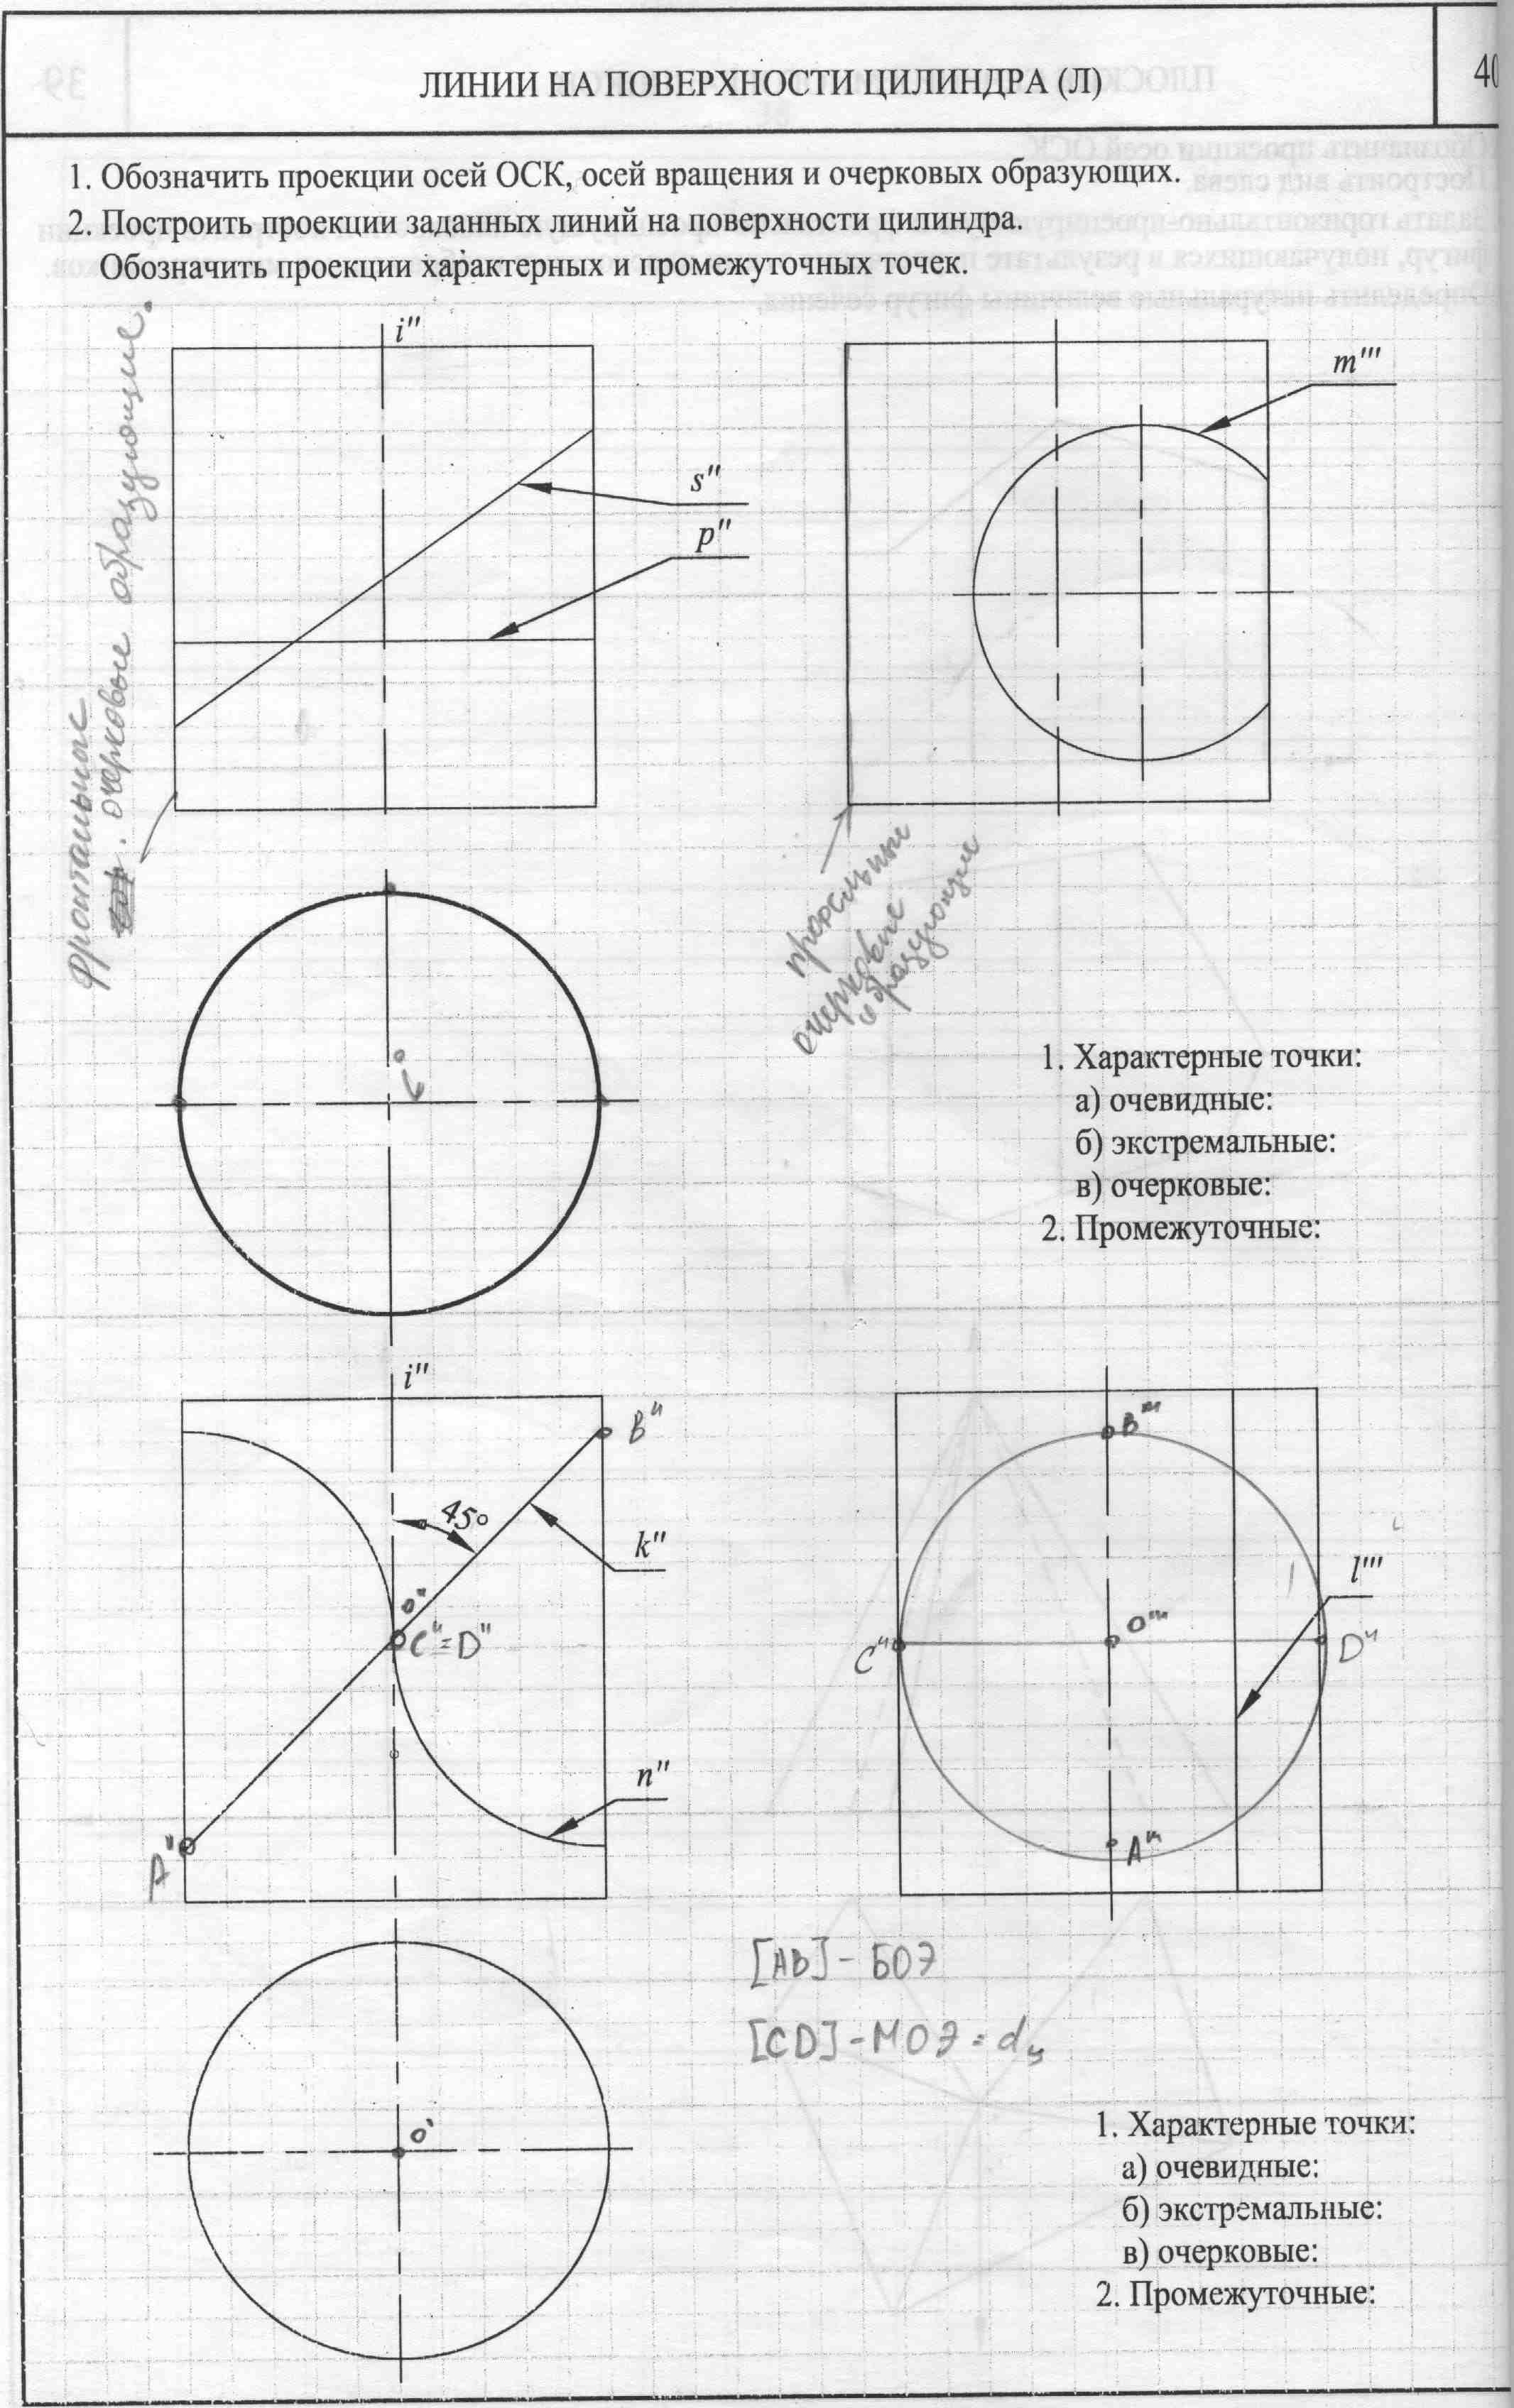 ЛИНИИ НА ПОВЕРХНОСТИ ЦИЛИНДРА (Л)
40
1. Обозначить проекции осей ОСК, осей вращения и очерковых образующих.
2. Построить проекции заданных линий на поверхности цилиндра.
Обозначить проекции характерных и промежуточных точек.
i"
m'''
s"
p"
фронтальные
очерковые образующие.
профильные
очерковые
образующие
i'
1. Характерные точки:
а) очевидные:
б) экстремальные:
в) очерковые:
2. Промежуточные:
i"
B"
B'''
45°
k"
l'''
O"
C"≡D"
O'''
C"
D"
n"
A"
A'''
[AB] - БОЭ
[CD] - МОЭ = dц
O'
1. Характерные точки:
а) очевидные:
б) экстремальные:
в) очерковые:
2. Промежуточные: